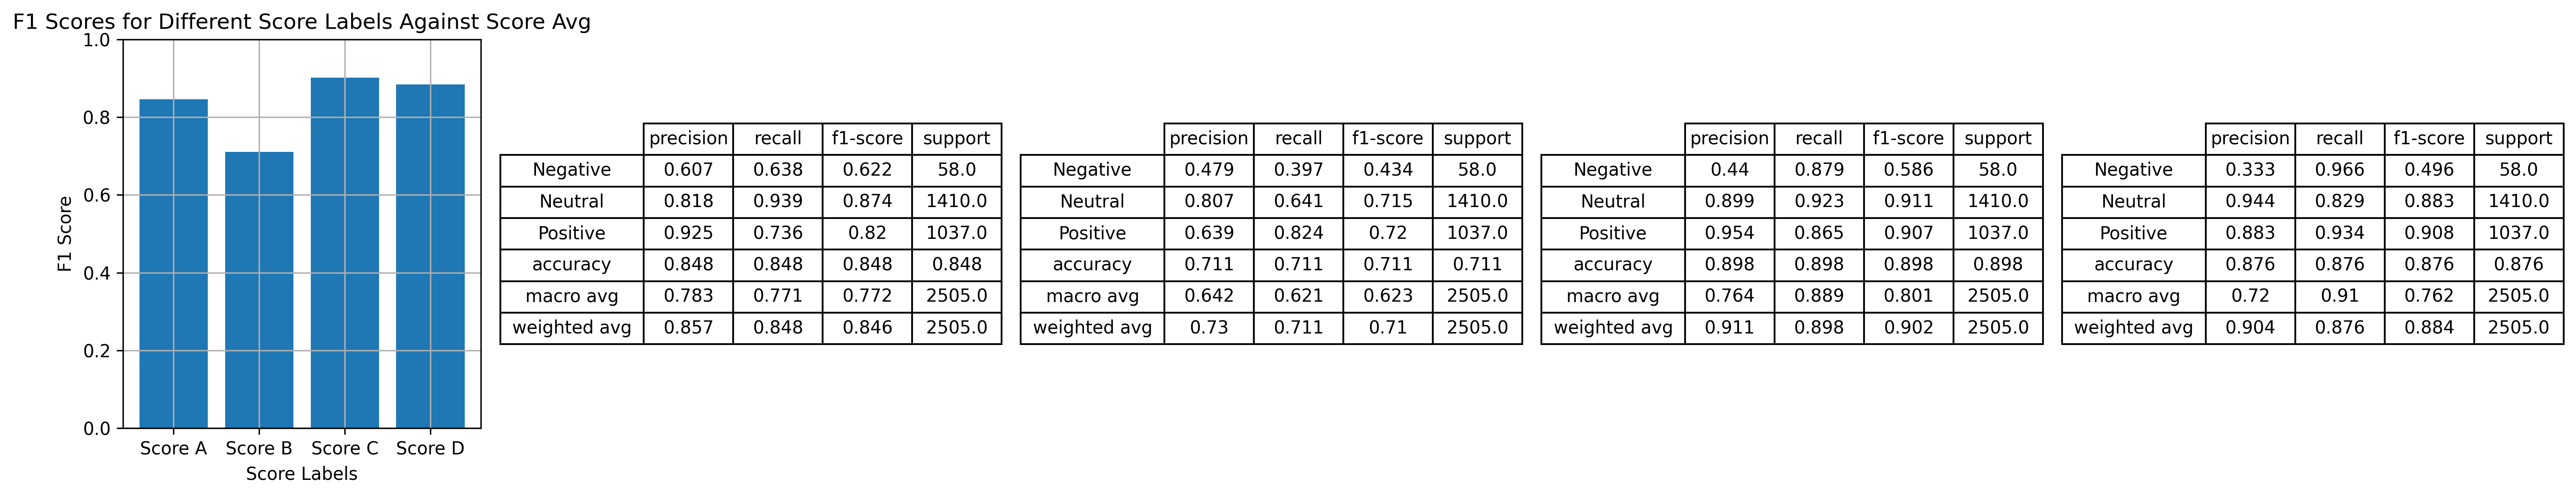 F1 Scores for Different Score Labels Against Score Avg
1.0
0.8
0.6
0.4
0.2
0.0
F1 Score
Score A Score B Score C Score D
Score Labels
precision recall f1-score support
Negative 0.607 0.638 0.622 58.0
Neutral 0.818 0.939 0.874 1410.0
Positive 0.925 0.736 0.82 1037.0
accuracy 0.848 0.848 0.848 0.848
macro avg 0.783 0.771 0.772 2505.0
weighted avg 0.857 0.848 0.846 2505.0
precision recall f1-score support
Negative 0.479 0.397 0.434 58.0
Neutral 0.807 0.641 0.715 1410.0
Positive 0.639 0.824 0.72 1037.0
accuracy 0.711 0.711 0.711 0.711
macro avg 0.642 0.621 0.623 2505.0
weighted avg 0.73 0.711 0.71 2505.0
precision recall f1-score support
Negative 0.44 0.879 0.586 58.0
Neutral 0.899 0.923 0.911 1410.0
Positive 0.954 0.865 0.907 1037.0
accuracy 0.898 0.898 0.898 0.898
macro avg 0.764 0.889 0.801 2505.0
weighted avg 0.911 0.898 0.902 2505.0
precision recall f1-score support
Negative 0.333 0.966 0.496 58.0
Neutral 0.944 0.829 0.883 1410.0
Positive 0.883 0.934 0.908 1037.0
accuracy 0.876 0.876 0.876 0.876
macro avg 0.72 0.91 0.762 2505.0
weighted avg 0.904 0.876 0.884 2505.0